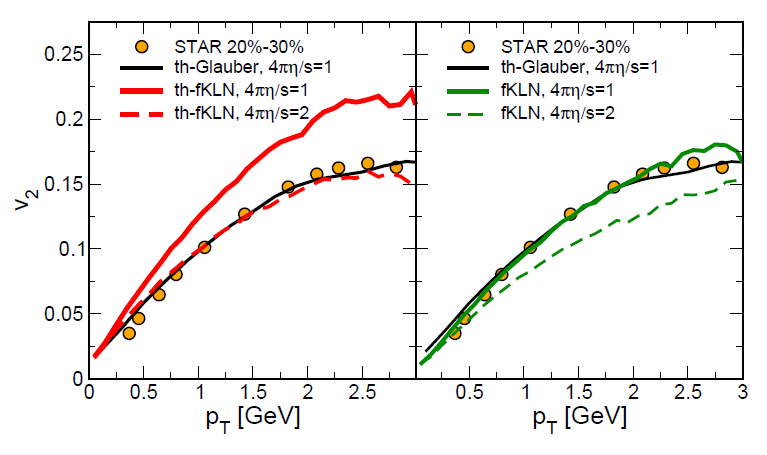 0.25
0.2
0.15
0.1
0.05
0
v2
STAR 20%-30%
th-Glauber, 4πη/s=1
th-fKLN, 4πη/s=1
th-fKLN, 4πη/s=2
0 0.5 1 1.5 2 2.5
pT [GeV]
STAR 20%-30%
th-Glauber, 4πη/s=1
fKLN, 4πη/s=1
fKLN, 4πη/s=2
0.5 1 1.5 2 2.5 3
pT [GeV]